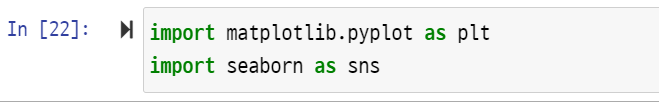 In [22]:
import matplotlib.pyplot as plt
import seaborn as sns